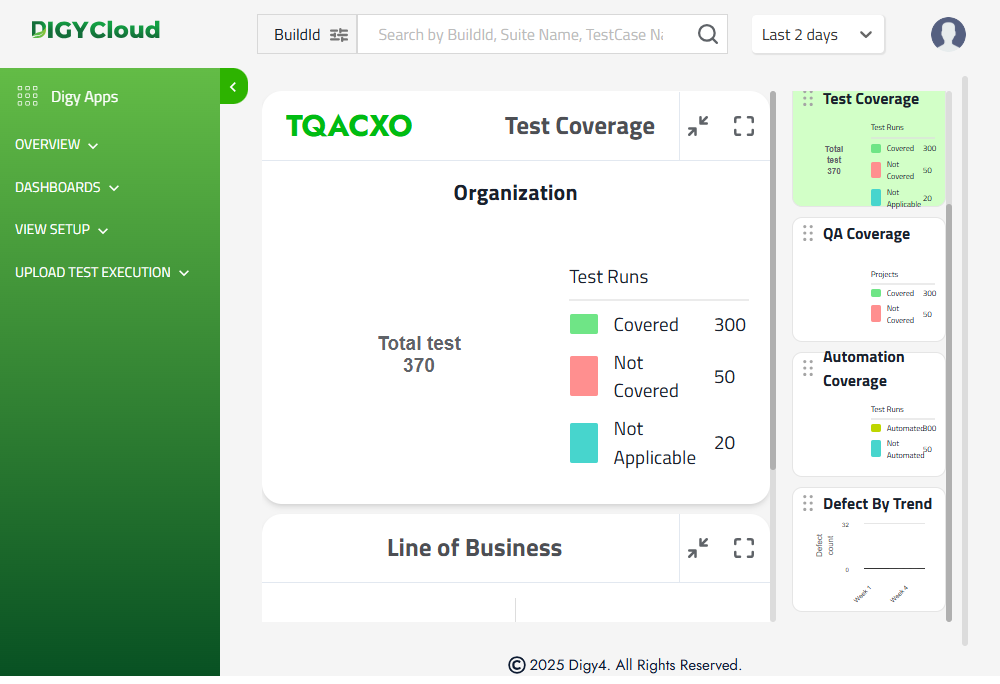 DIGYCloud
BuildId
Search by BuildId, Suite Name, TestCase Na
Last 2 days
Digy Apps
OVERVIEW
DASHBOARDS
VIEW SETUP
UPLOAD TEST EXECUTION
TQACXO
Test Coverage
Organization
Total test
370
Test Runs
Covered 300
Not
Covered 50
Not
Applicable 20
Line of Business
Test Coverage
Total
test
370
Test Runs
Covered 300
Not
Covered 50
Not
Applicable 20
QA Coverage
Projects
Covered 300
Not
Covered 50
Automation
Coverage
Test Runs
Automated 300
Not
Automated 50
Defect By Trend
Defect
count
32
0
Week 1
Week 4
© 2025 Digy4. All Rights Reserved.